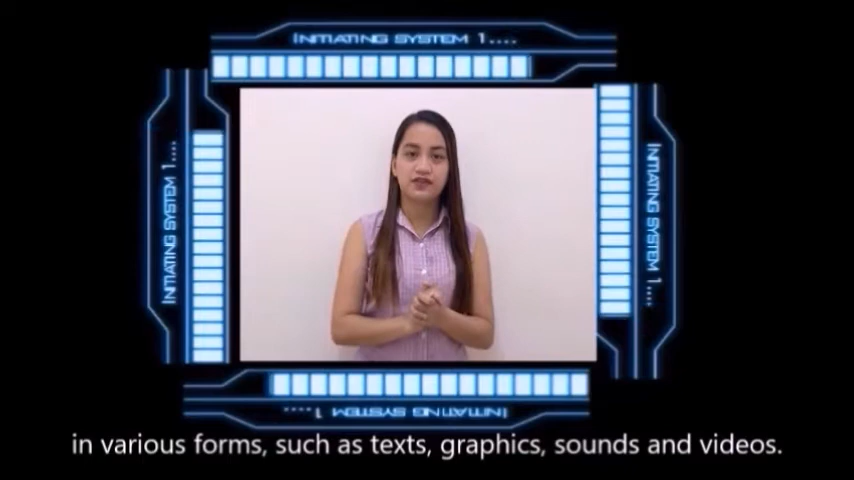 INITIATING SYSTEM 1....
INITIATING SYSTEM 1....
INITIATING SYSTEM 1....
INITIATING SYSTEM 1....
in various forms, such as texts, graphics, sounds and videos.